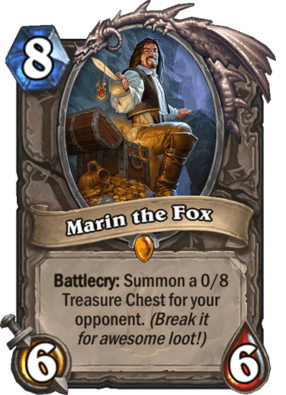 8
Marin the Fox
Battlecry: Summon a 0/8
Treasure Chest for your
opponent. (Break it
for awesome loot!)
6 6